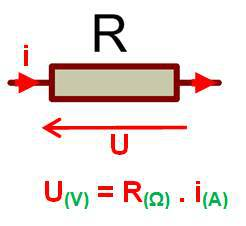 R
i
U
U(V) = R(Ω) . i(A)